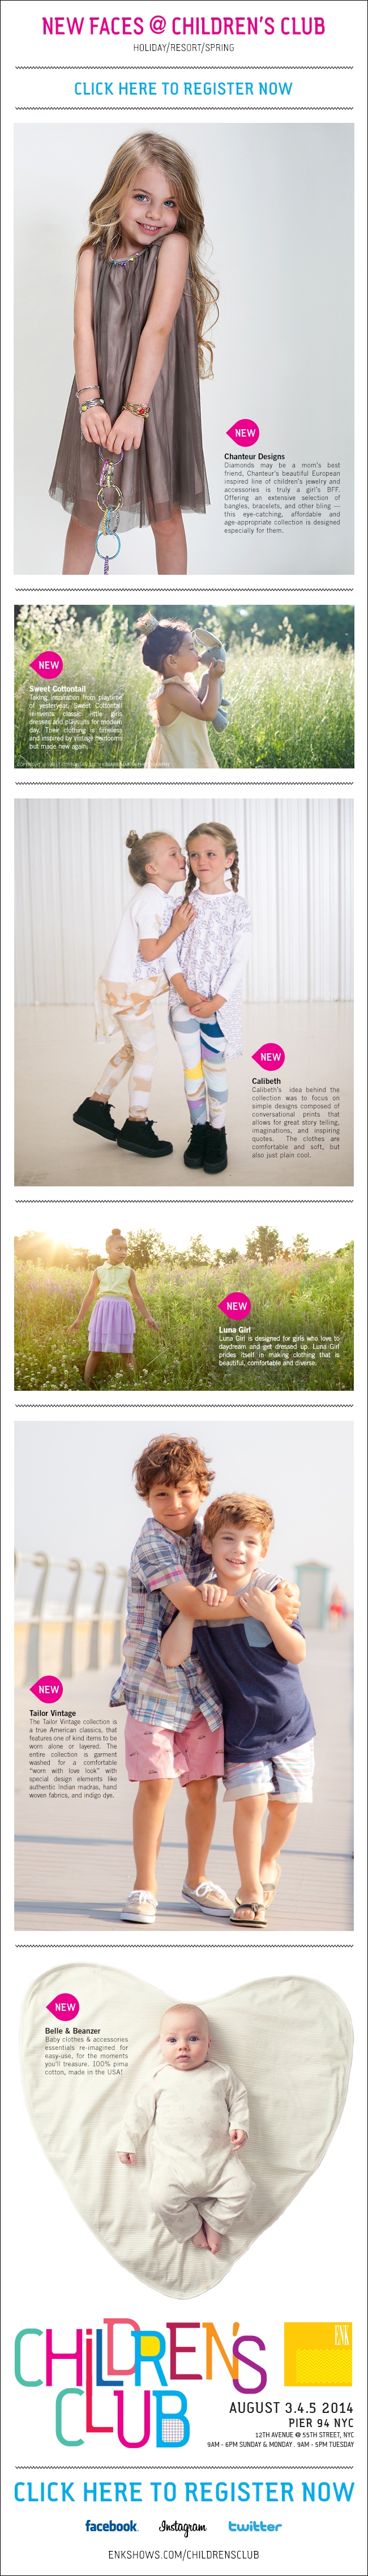 NEW FACES @ CHILDREN'S CLUB
HOLIDAY/RESORT/SPRING
CLICK HERE TO REGISTER NOW
NEW
Chanteur Designs
Diamonds may be a mom's best
friend, Chanteur's beautiful European
inspired line of children's jewelry and
accessories is truly a girl's BFF.
Offering an extensive selection of
bangles, bracelets, and other bling —
this eye-catching, affordable and
age-appropriate collection is designed
especially for them.
NEW
Sweet Cottontail
Taking inspiration from playtime
of yesteryear, Sweet Cottontail
reinvents classic little girls
dresses and playsuits for modern
day. Their clothing is timeless
and inspired by vintage heirlooms
but made new again.
NEW
Calibeth
Calibeth's idea behind the
collection was to focus on
simple designs composed of
conversational prints that
allows for great story telling,
imaginations, and inspiring
quotes. The clothes are
comfortable and soft, but
also just plain cool.
NEW
Luna Girl
Luna Girl is designed for girls who love to
daydream and get dressed up. Luna Girl
prides itself in making clothing that is
beautiful, comfortable and diverse.
NEW
Tailor Vintage
The Tailor Vintage collection is
a true American classics, that
features one of kind items to be
worn alone or layered. The
entire collection is garment
washed for a comfortable
"worn with love look" with
special design elements like
authentic Indian madras, hand
woven fabrics, and indigo dye.
NEW
Belle & Beanzer
Baby clothes & accessories
essentials re-imagined for
easy-use, for the moments
you'll treasure. 100% pima
cotton, made in the USA!
CHILDREN'S
CLUB
ENK
AUGUST 3.4.5 2014
PIER 94 NYC
12TH AVENUE @ 55TH STREET, NYC
9AM - 6PM SUNDAY & MONDAY . 9AM - 5PM TUESDAY
CLICK HERE TO REGISTER NOW
facebook Instagram twitter
ENKSHOWS.COM/CHILDRENSCLUB